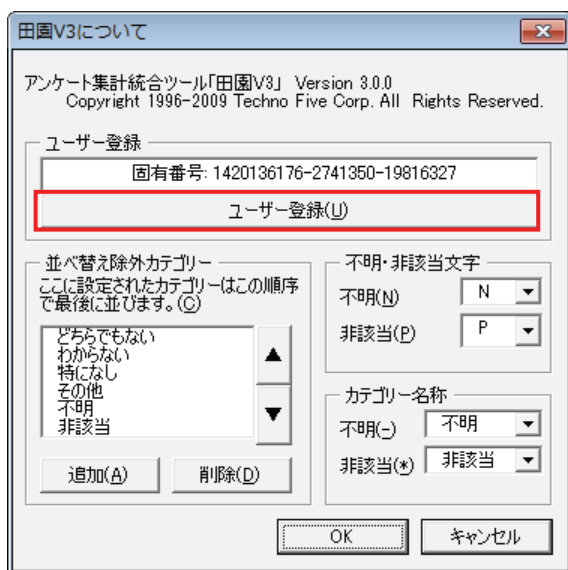 田園V3について
アンケート集計統合ツール「田園V3」 Version 3.0.0
Copyright 1996-2009 Techno Five Corp. All Rights Reserved.
ユーザー登録
固有番号: 1420136176-2741350-19816327
ユーザー登録(U)
並べ替え除外カテゴリー
ここに設定されたカテゴリーはこの順序
で最後に並びます。(C)
どちらでもない
わからない
特になし
その他
不明
非該当
追加(A)
削除(D)
不明・非該当文字
不明(N)
N
非該当(P)
P
カテゴリー名称
不明(-)
不明
非該当(*)
非該当
OK
キャンセル